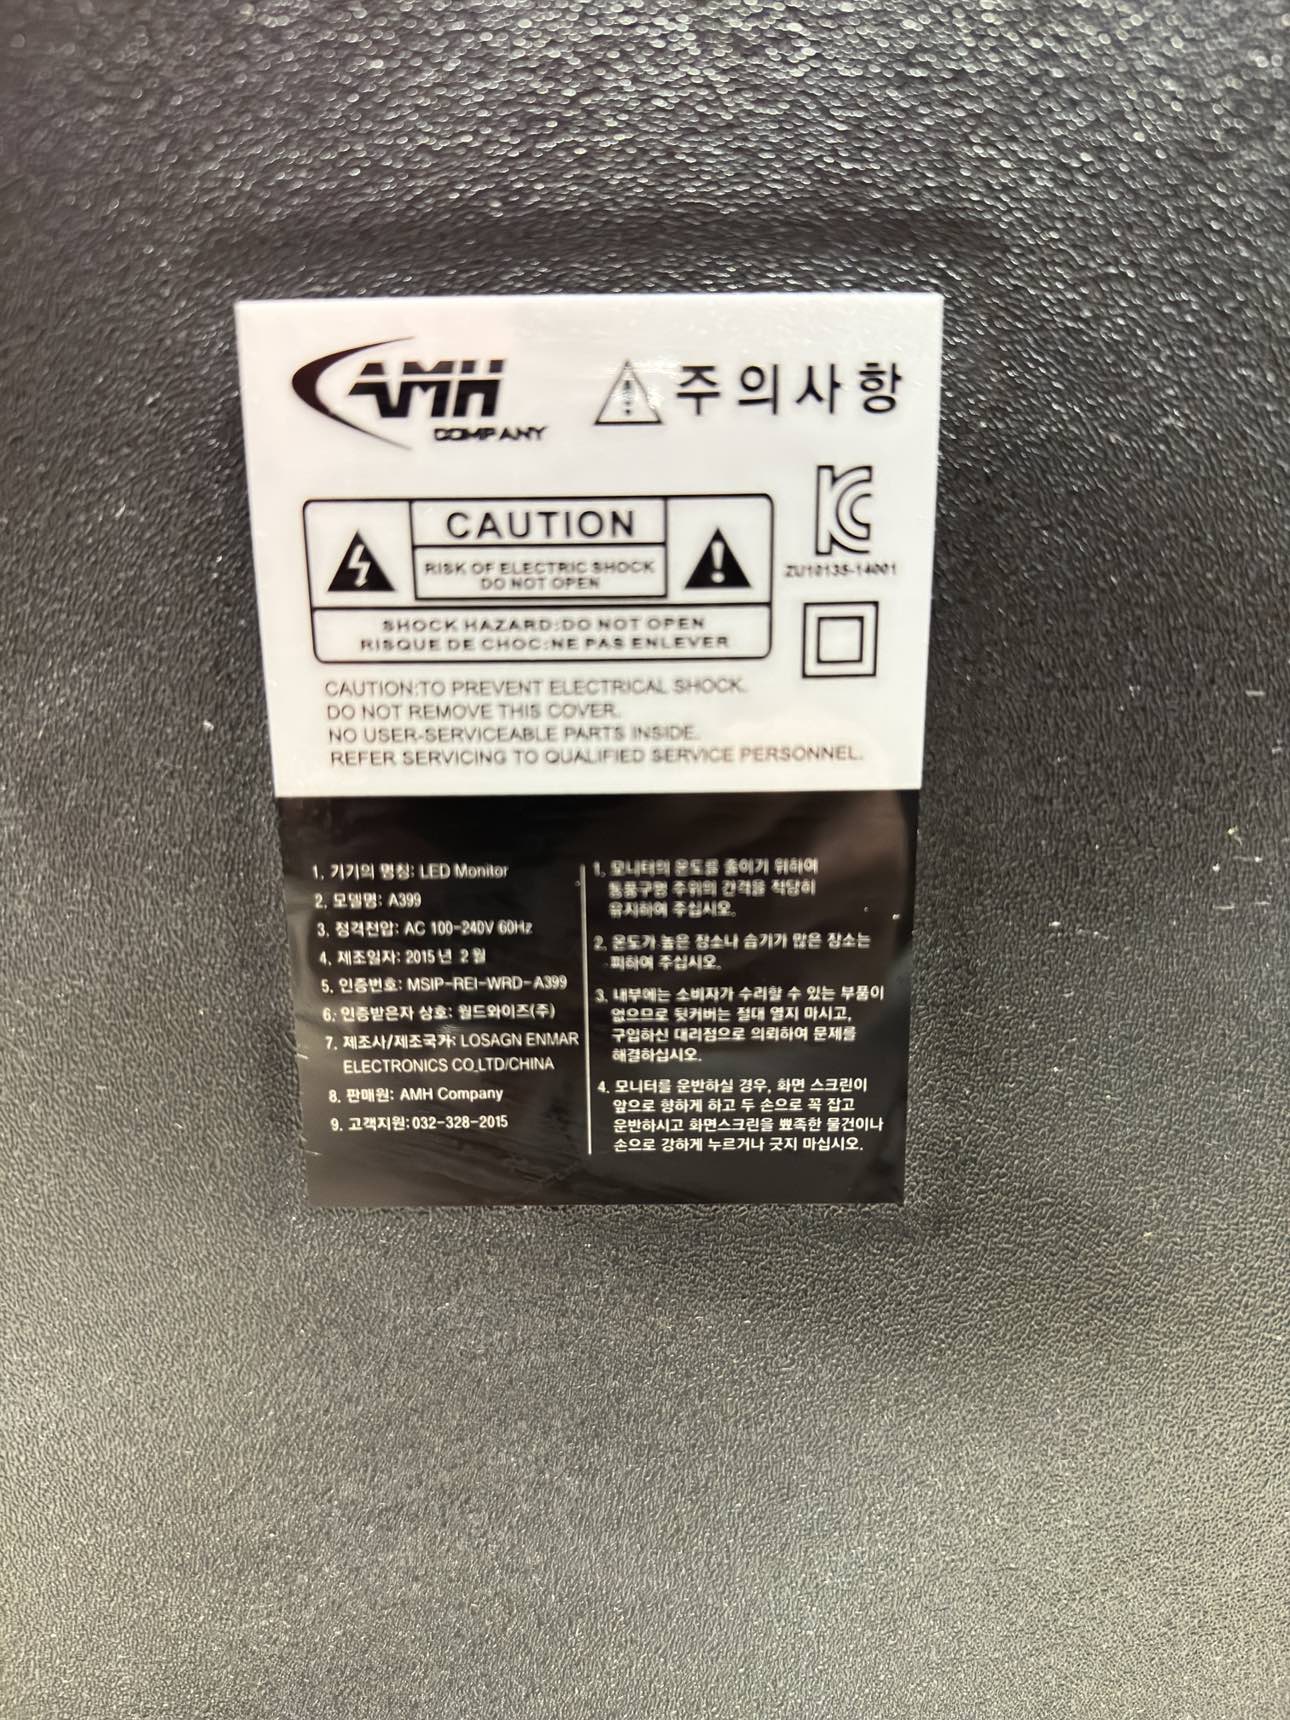 AMH
COMPANY
주의사항
CAUTION
RISK OF ELECTRIC SHOCK
DO NOT OPEN
SHOCK HAZARD:DO NOT OPEN
RISQUE DE CHOC:NE PAS ENLEVER
KC
ZU10135-14001
CAUTION:TO PREVENT ELECTRICAL SHOCK.
DO NOT REMOVE THIS COVER.
NO USER-SERVICEABLE PARTS INSIDE.
REFER SERVICING TO QUALIFIED SERVICE PERSONNEL.
1. 기기의 명칭: LED Monitor
2. 모델명: A399
3. 정격전압: AC 100-240V 60Hz
4. 제조일자: 2015년 2월
5. 인증번호: MSIP-REI-WRD-A399
6. 인증받은자 상호: 월드와이즈(주)
7. 제조사/제조국가: LOSAGN ENMAR
ELECTRONICS CO.,LTD/CHINA
8. 판매원: AMH Company
9. 고객지원: 032-328-2015
1. 모니터의 온도를 줄이기 위하여
통풍구멍 주위의 간격을 적당히
유지하여 주십시오.
2. 온도가 높은 장소나 습기가 많은 장소는
피하여 주십시오.
3. 내부에는 소비자가 수리할 수 있는 부품이
없으므로 뒷커버는 절대 열지 마시고,
구입하신 대리점으로 의뢰하여 문제를
해결하십시오.
4. 모니터를 운반하실 경우, 화면 스크린이
앞으로 향하게 하고 두 손으로 꼭 잡고
운반하시고 화면스크린을 뾰족한 물건이나
손으로 강하게 누르거나 긋지 마십시오.